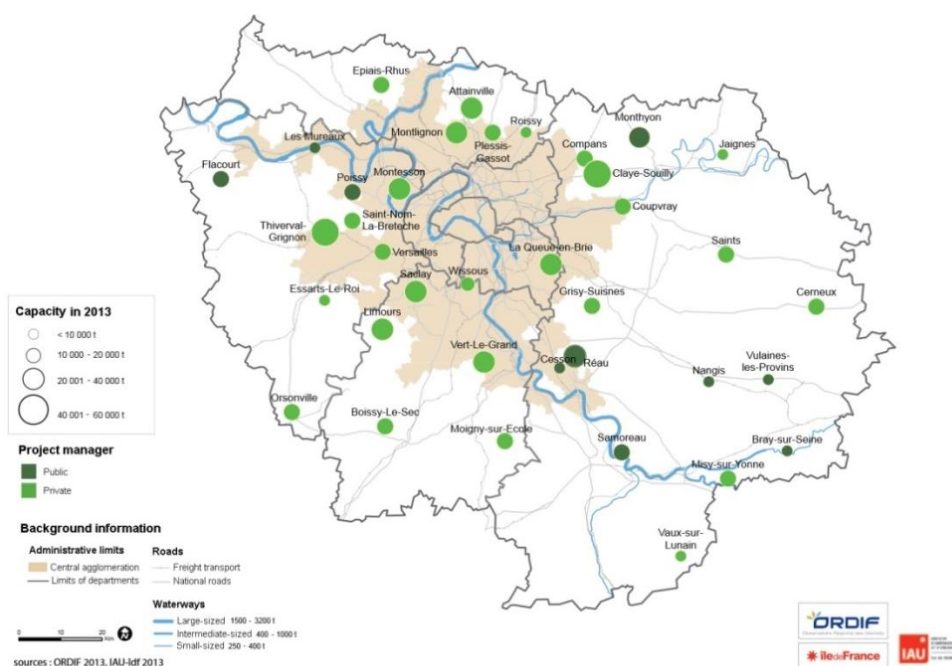 Epiais-Rhus
Attainville
Montlignon
Plessis-
Gassot
Roissy
Monthyon
Compans
Jaignes
Claye-Souilly
Les Mureaux
Flacourt
Poissy
Montesson
Coupvray
Saint-Nom-
La-Breteche
Thiverval-
Grignon
Versailles
La Queue-en-Brie
Saints
Saclay
Wissous
Essarts-Le-Roi
Grisy-Suisnes
Cerneux
Limours
Vert-Le-Grand
Cesson
Réau
Nangis
Vulaines-
les-Provins
Orsonville
Boissy-Le-Sec
Moigny-sur-Ecole
Samoreau
Bray-sur-Seine
Misy-sur-Yonne
Vaux-sur-
Lunain
Capacity in 2013
< 10 000 t
10 000 - 20 000 t
20 001 - 40 000 t
40 001 - 60 000 t
Project manager
Public
Private
Background information
Administrative limits
Central agglomeration
Limits of departments
Roads
Freight transport
National roads
Waterways
Large-sized 1500 - 3200 t
Intermediate-sized 400 - 1000 t
Small-sized 250 - 400 t
0 10 20
Km
sources : ORDIF 2013, IAU-Idf 2013
ORDIF
îledeFrance
IAU